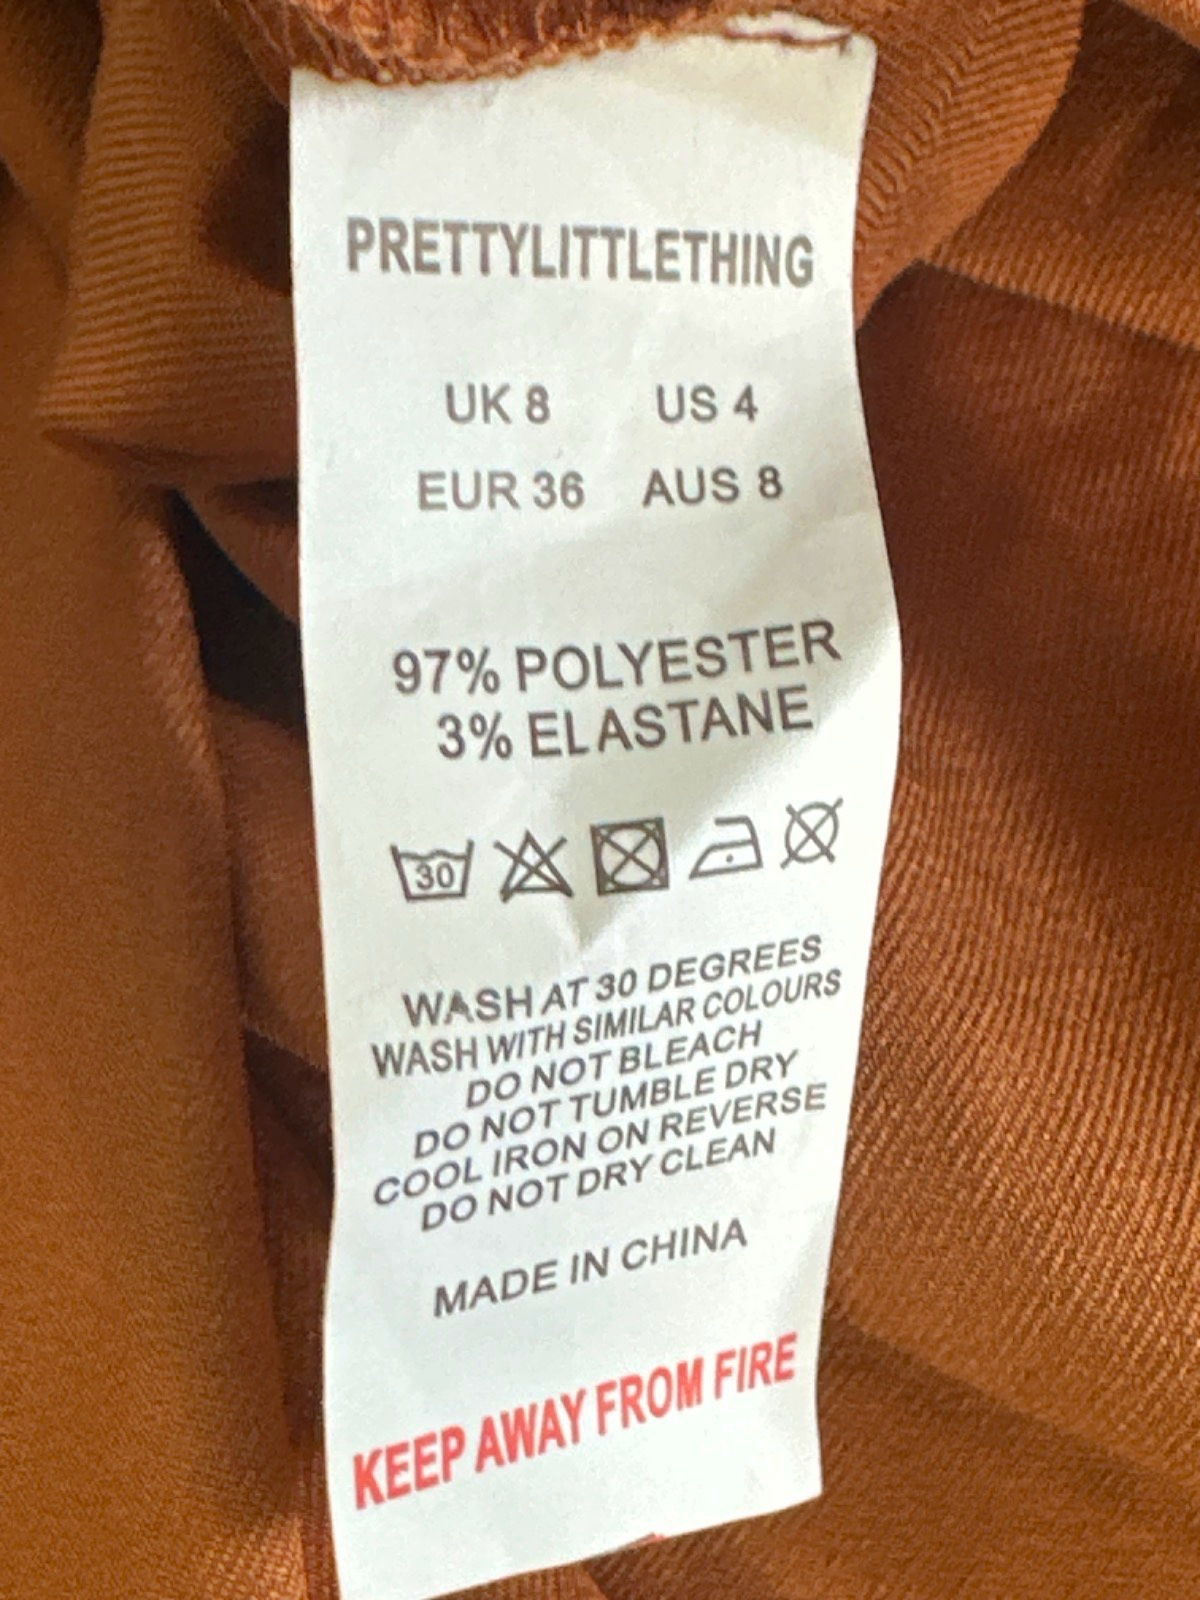 PRETTYLITTLETHING
UK 8 US 4
EUR 36 AUS 8
97% POLYESTER
3% ELASTANE
30
WASH AT 30 DEGREES
WASH WITH SIMILAR COLOURS
DO NOT BLEACH
DO NOT TUMBLE DRY
COOL IRON ON REVERSE
DO NOT DRY CLEAN
MADE IN CHINA
KEEP AWAY FROM FIRE